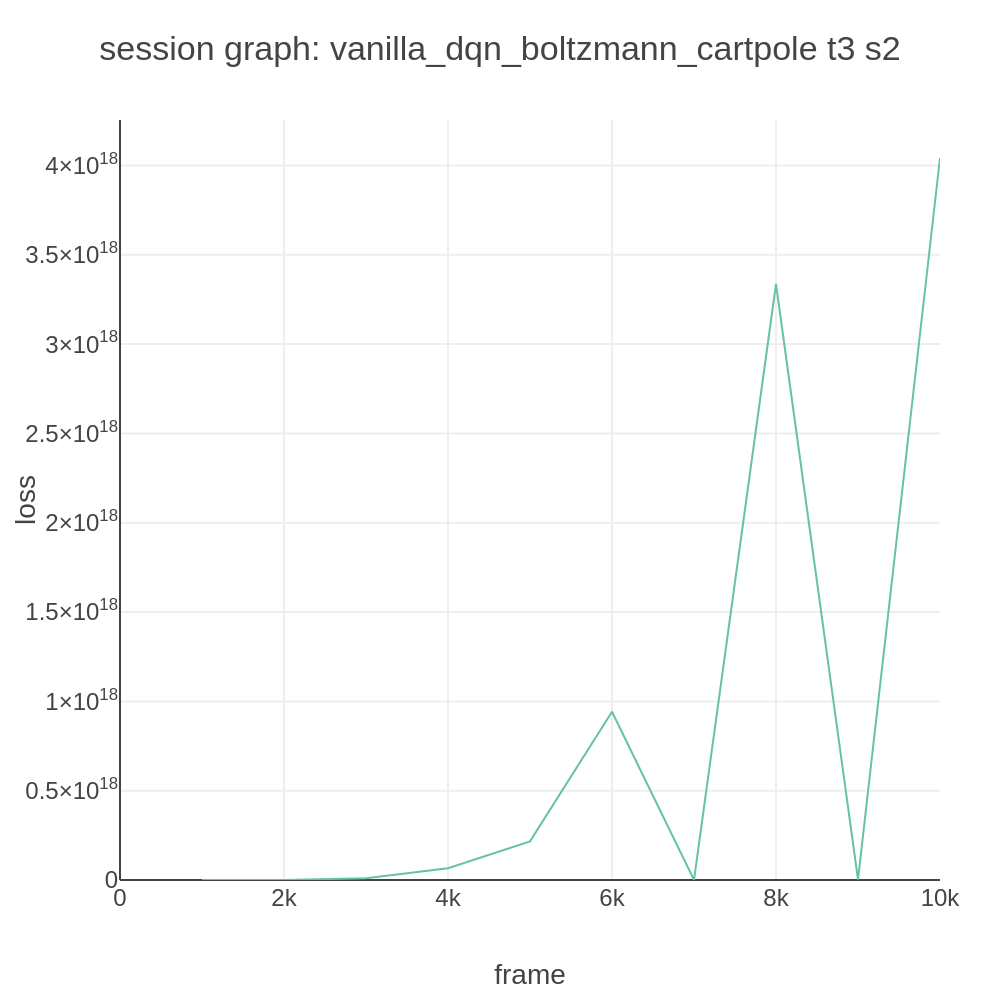 session graph: vanilla_dqn_boltzmann_cartpole t3 s2
4×10¹⁸
3.5×10¹⁸
3×10¹⁸
2.5×10¹⁸
2×10¹⁸
1.5×10¹⁸
1×10¹⁸
0.5×10¹⁸
0
loss
0 2k 4k 6k 8k 10k
frame